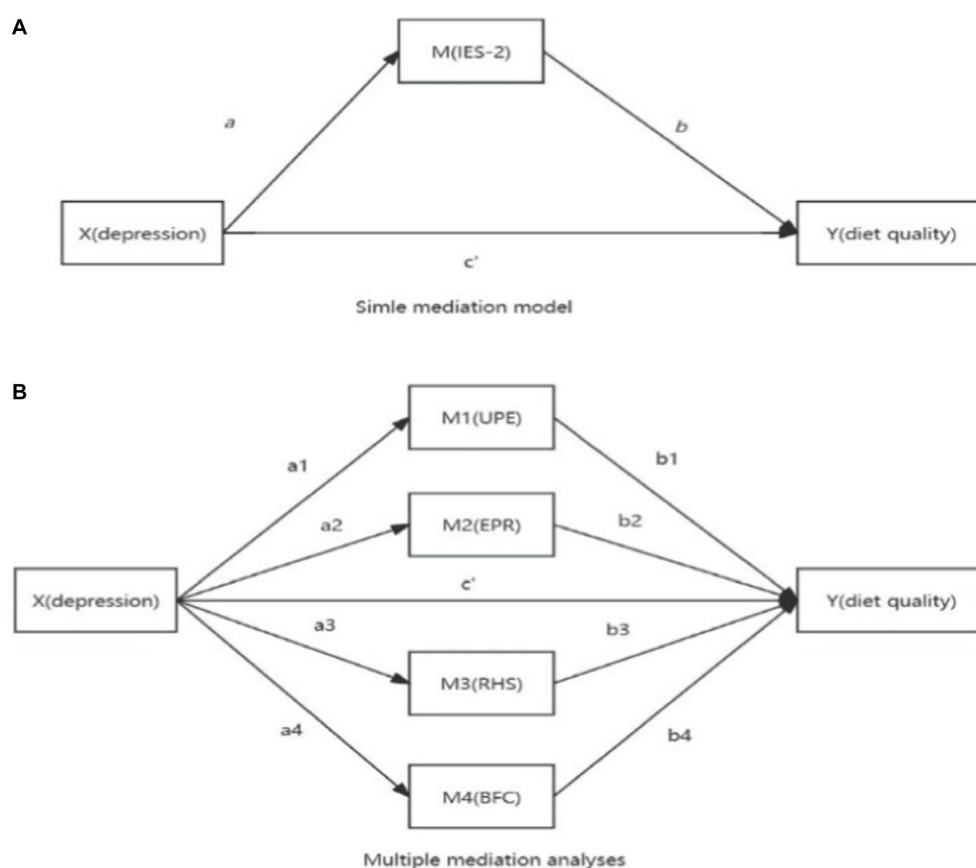 A
M(IES-2)
a
b
X(depression)
Y(diet quality)
c'
Simle mediation model
B
M1(UPE)
a1
b1
a2
M2(EPR)
b2
X(depression)
c'
Y(diet quality)
a3
b3
M3(RHS)
a4
b4
M4(BFC)
Multiple mediation analyses